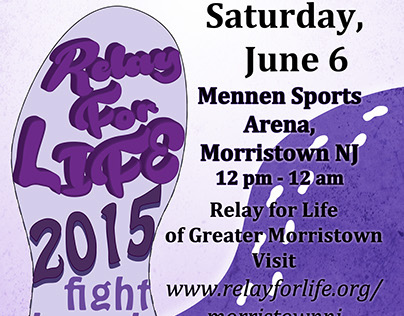 Relay
For
LIFE
2015
fight
Saturday,
June 6
Mennen Sports
Arena,
Morristown NJ
12 pm - 12 am
Relay for Life
of Greater Morristown
Visit
www.relayforlife.org/
morristownnj